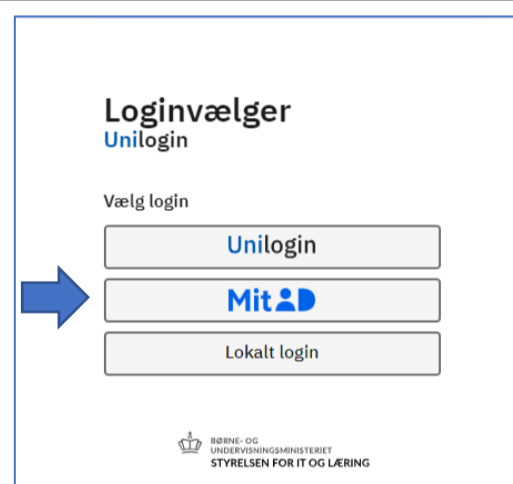 Loginvælger
Unilogin
Vælg login
Unilogin
MitID
Lokalt login
BØRNE- OG
UNDERVISNINGSMINISTERIET
STYRELSEN FOR IT OG LÆRING